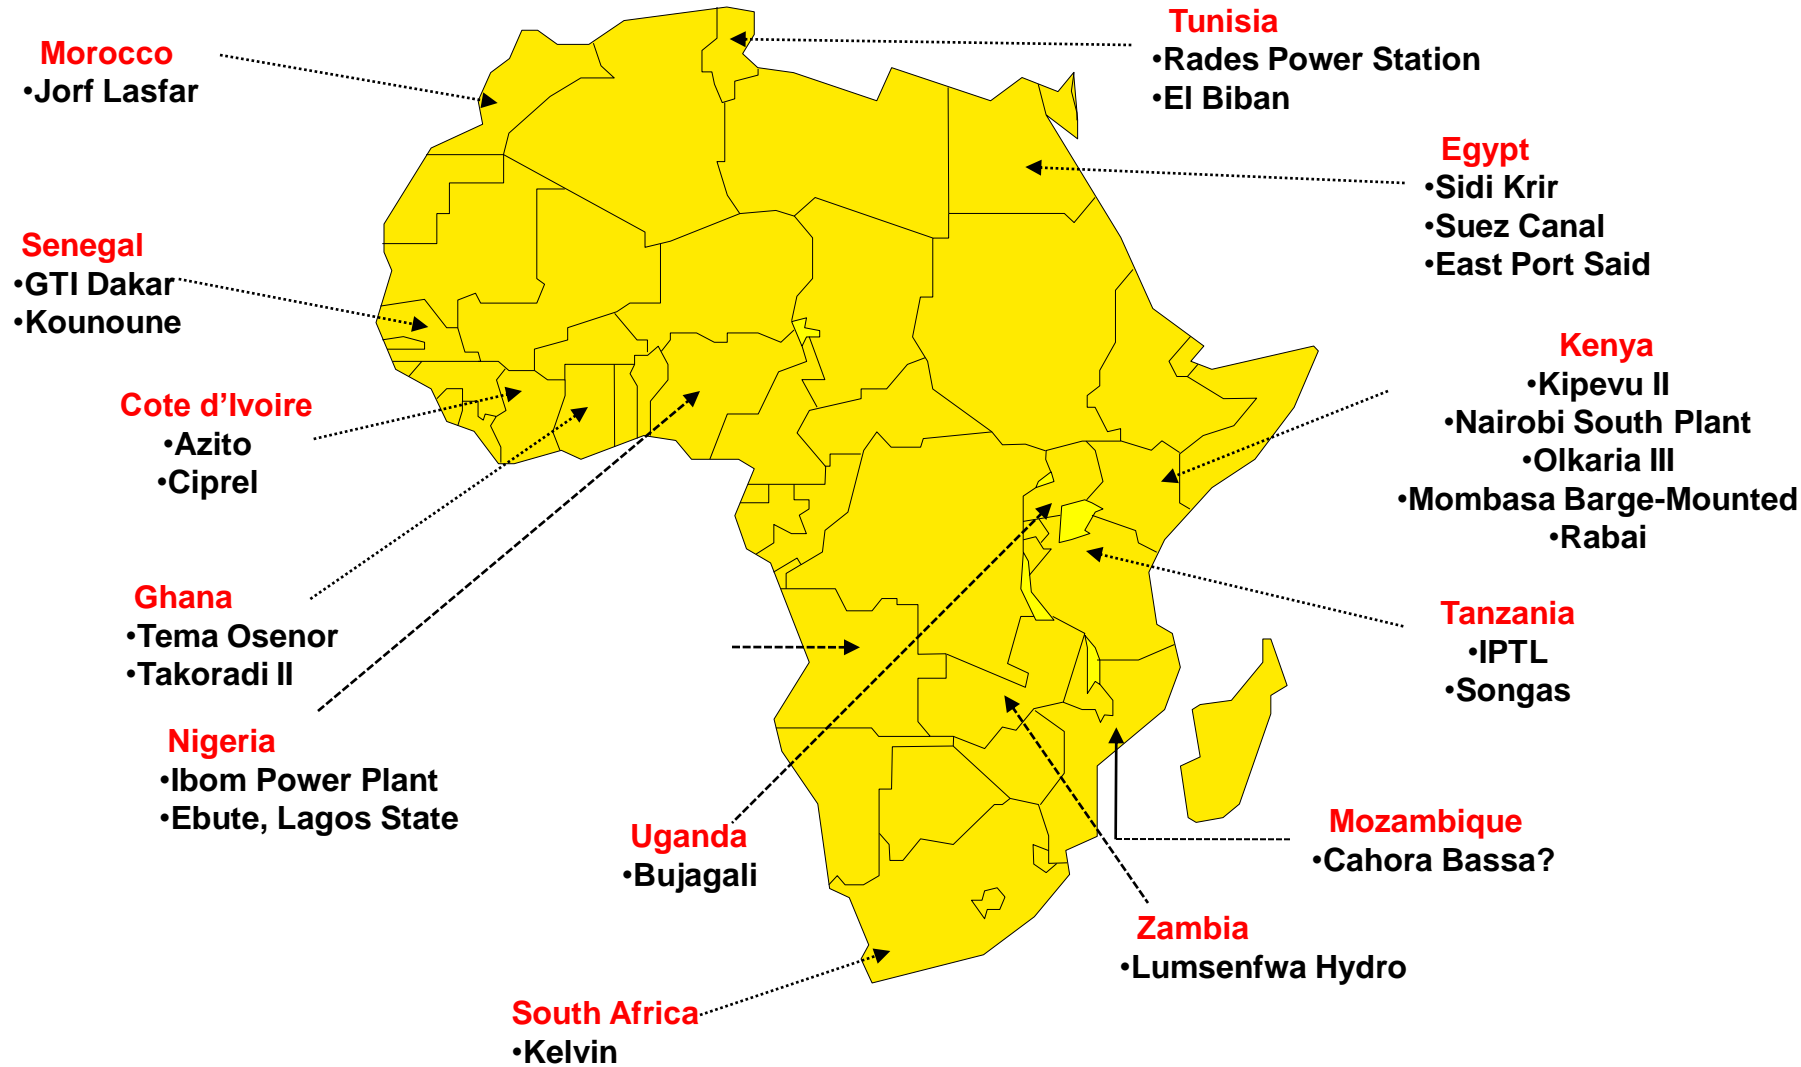 Morocco
•Jorf Lasfar
Tunisia
•Rades Power Station
•El Biban
Egypt
•Sidi Krir
•Suez Canal
•East Port Said
Senegal
•GTI Dakar
•Kounoune
Kenya
•Kipevu II
•Nairobi South Plant
•Olkaria III
•Mombasa Barge-Mounted
•Rabai
Cote d’Ivoire
•Azito
•Ciprel
Ghana
•Tema Osenor
•Takoradi II
Tanzania
•IPTL
•Songas
Nigeria
•Ibom Power Plant
•Ebute, Lagos State
Uganda
•Bujagali
Mozambique
•Cahora Bassa?
Zambia
•Lumsenfwa Hydro
South Africa
•Kelvin